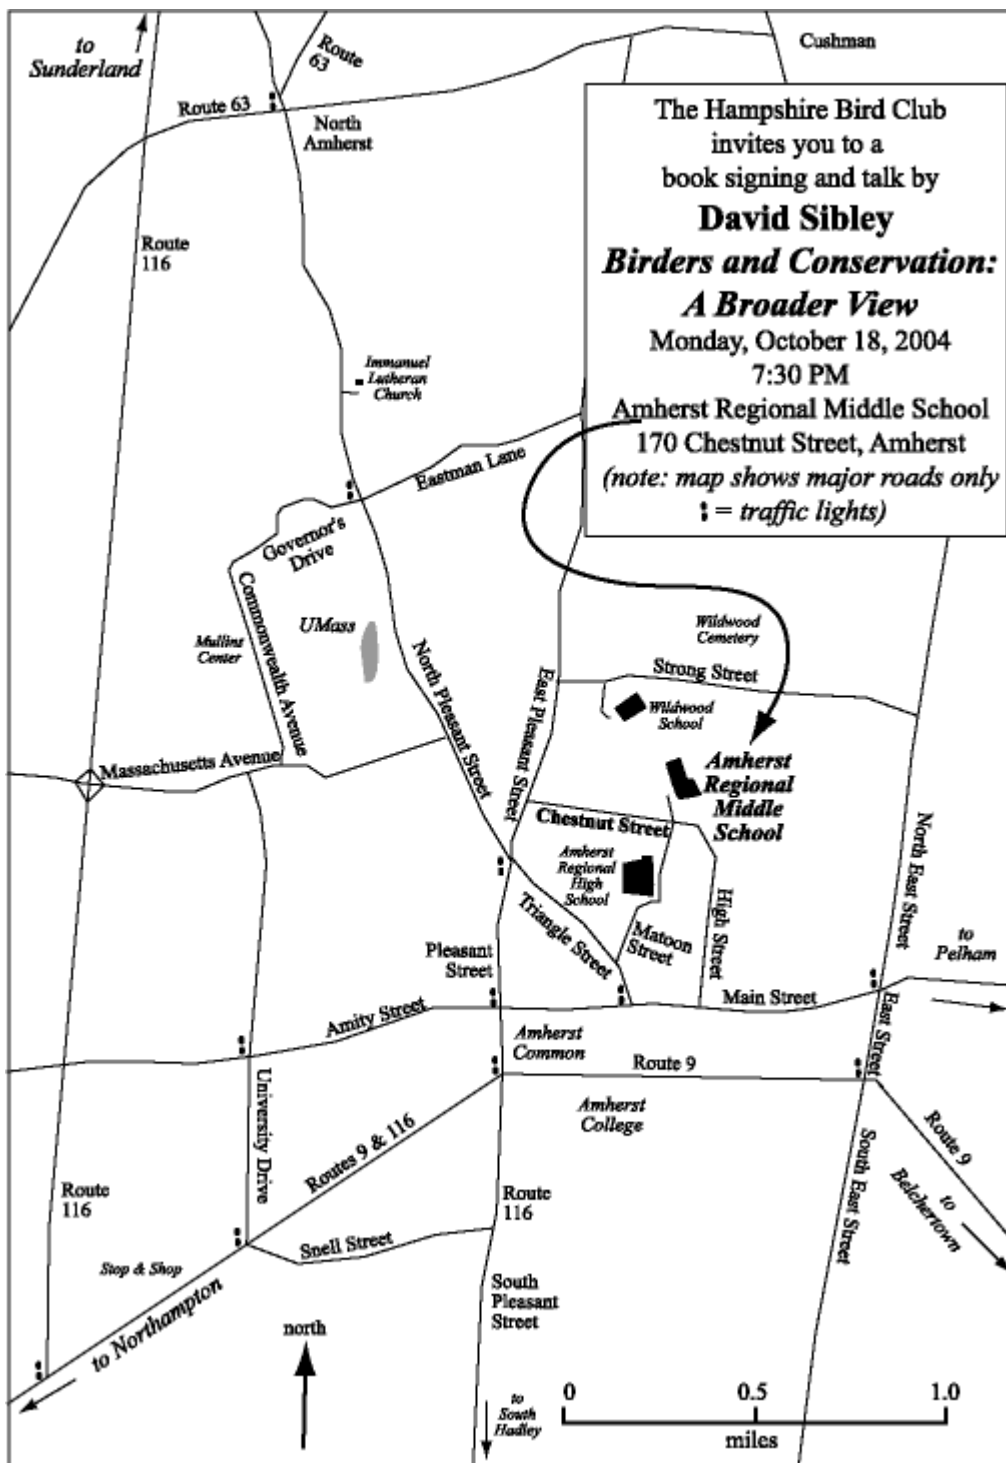 to
Sunderland
Route
63
Cushman
Route 63
North
Amherst
The Hampshire Bird Club
invites you to a
book signing and talk by
David Sibley
Birders and Conservation:
A Broader View
Monday, October 18, 2004
7:30 PM
Amherst Regional Middle School
170 Chestnut Street, Amherst
(note: map shows major roads only
= traffic lights)
Route
116
Immanuel
Lutheran
Church
Eastman Lane
Governor's
Drive
Commonwealth Avenue
UMass
Mullins
Center
North Pleasant Street
East Pleasant Street
Wildwood
Cemetery
Strong Street
Wildwood
School
Massachusetts Avenue
Amherst
Regional
Middle
School
Chestnut Street
Amherst
Regional
High
School
North East Street
High Street
Triangle Street
Matoon
Street
Pleasant
Street
to
Pelham
Main Street
Amity Street
East Street
Amherst
Common
Route 9
Amherst
College
University Drive
Routes 9 & 116
Route 9
South East Street
to
Belchertown
Route
116
Route
116
Snell Street
Stop & Shop
to Northampton
South
Pleasant
Street
north
to
South
Hadley
0 0.5 1.0
miles